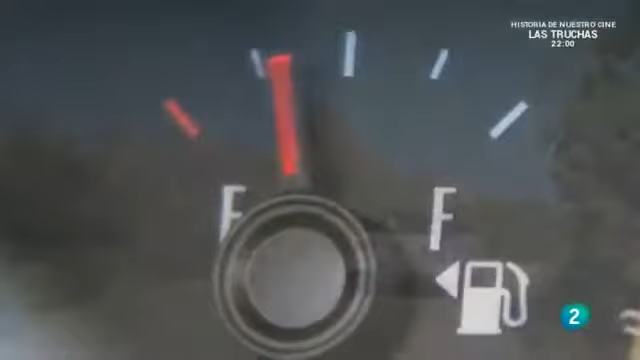 HISTORIA DE NUESTRO CINE
LAS TRUCHAS
22:00
F
F
2